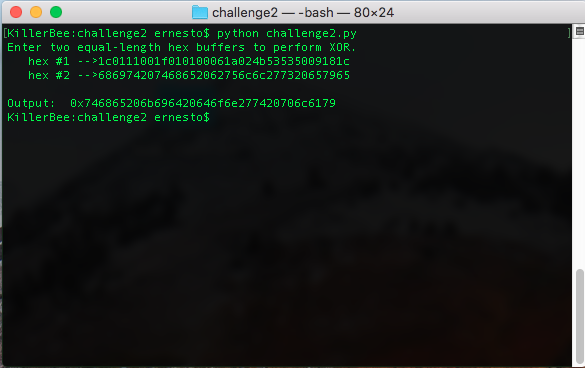 challenge2 — -bash — 80×24
[KillerBee:challenge2 ernesto$ python challenge2.py ]
Enter two equal-length hex buffers to perform XOR.
hex #1 -->1c0111001f010100061a024b53535009181c
hex #2 -->686974207468652062756c6c277320657965
Output: 0x746865206b696420646f6e277420706c6179
KillerBee:challenge2 ernesto$